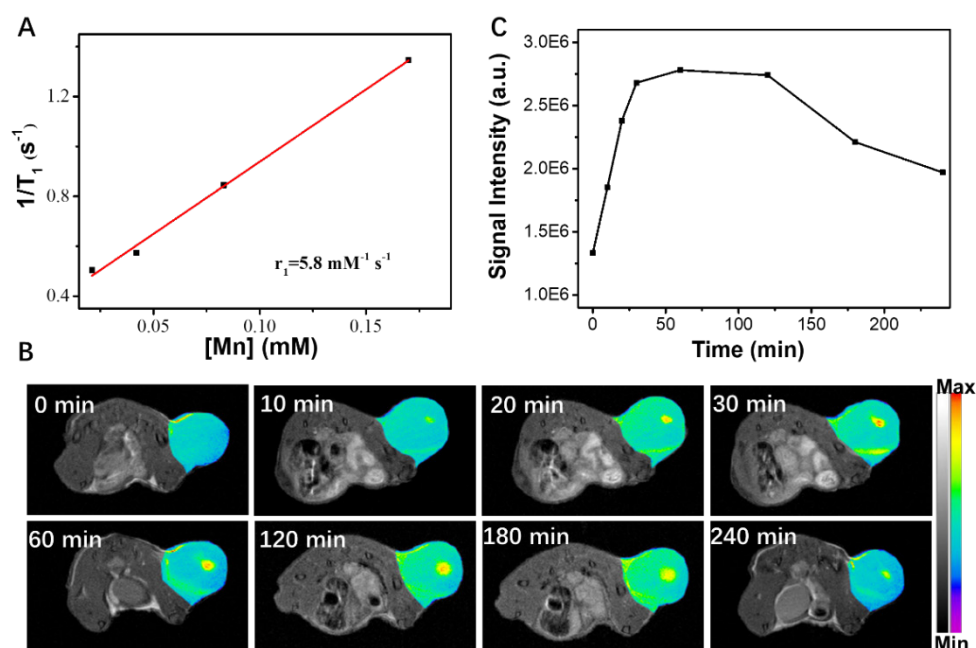 A
1.2
0.8
0.4
1/T₁ (s⁻¹)
r₁=5.8 mM⁻¹ s⁻¹
0.05
0.10
0.15
[Mn] (mM)
C
3.0E6
2.5E6
2.0E6
1.5E6
1.0E6
Signal Intensity (a.u.)
0
50
100
150
200
Time (min)
B
0 min
10 min
20 min
30 min
Max
60 min
120 min
180 min
240 min
Min